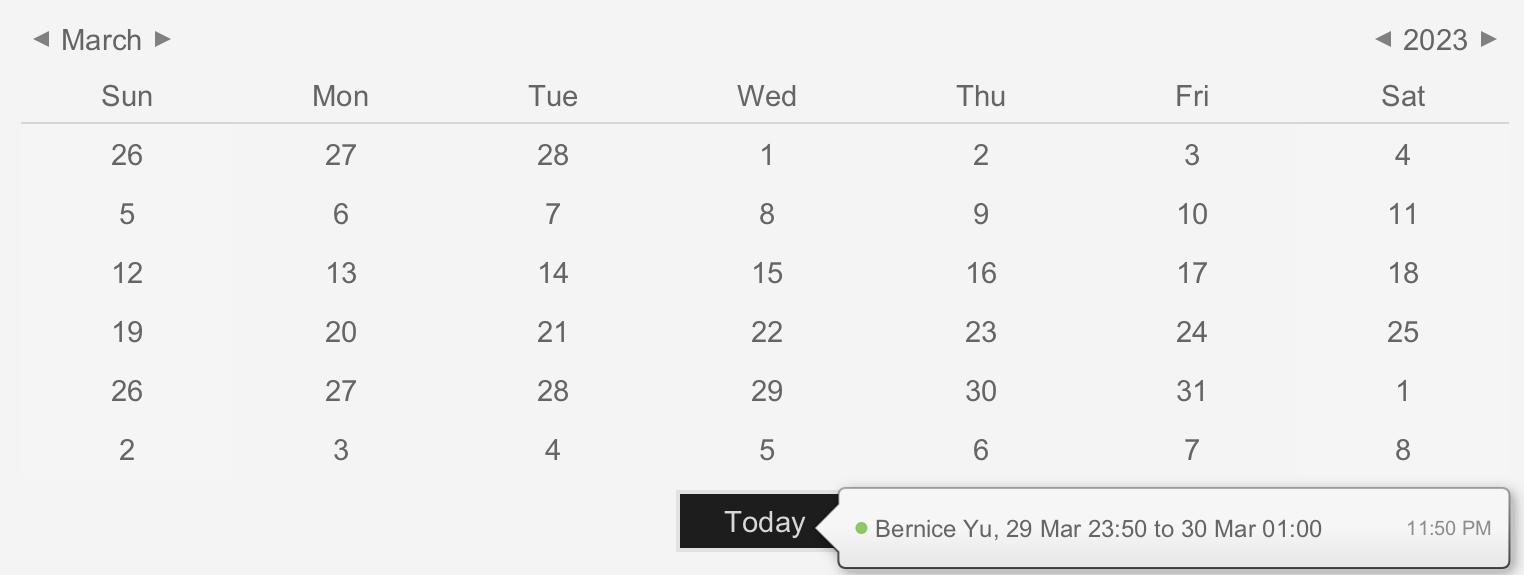 ◀ March ▶ ◀ 2023 ▶
Sun Mon Tue Wed Thu Fri Sat
26 27 28 1 2 3 4
5 6 7 8 9 10 11
12 13 14 15 16 17 18
19 20 21 22 23 24 25
26 27 28 29 30 31 1
2 3 4 5 6 7 8
Today Bernice Yu, 29 Mar 23:50 to 30 Mar 01:00 11:50 PM